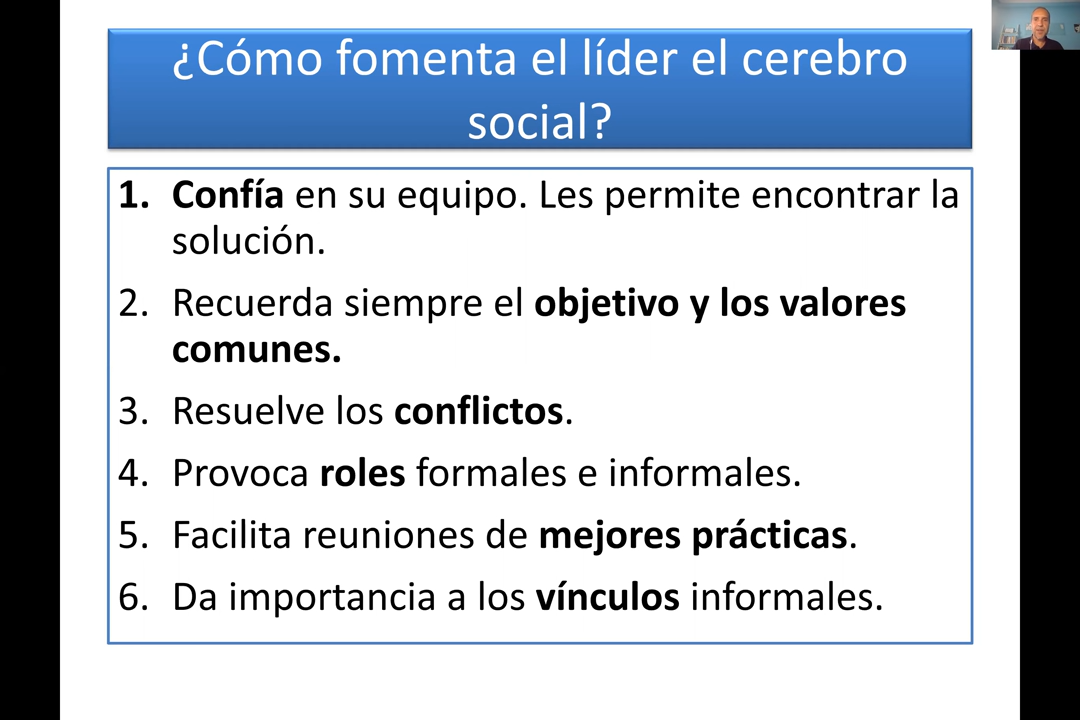 ¿Cómo fomenta el líder el cerebro
social?
1. Confía en su equipo. Les permite encontrar la
solución.
2. Recuerda siempre el objetivo y los valores
comunes.
3. Resuelve los conflictos.
4. Provoca roles formales e informales.
5. Facilita reuniones de mejores prácticas.
6. Da importancia a los vínculos informales.